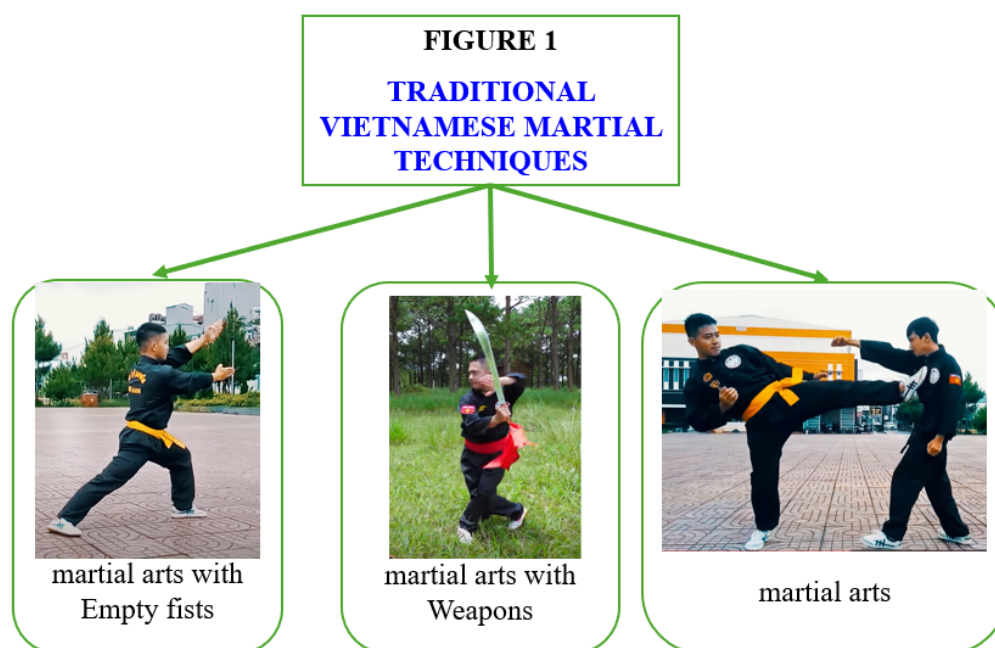 FIGURE 1
TRADITIONAL
VIETNAMESE MARTIAL
TECHNIQUES
martial arts with
Empty fists
martial arts with
Weapons
martial arts